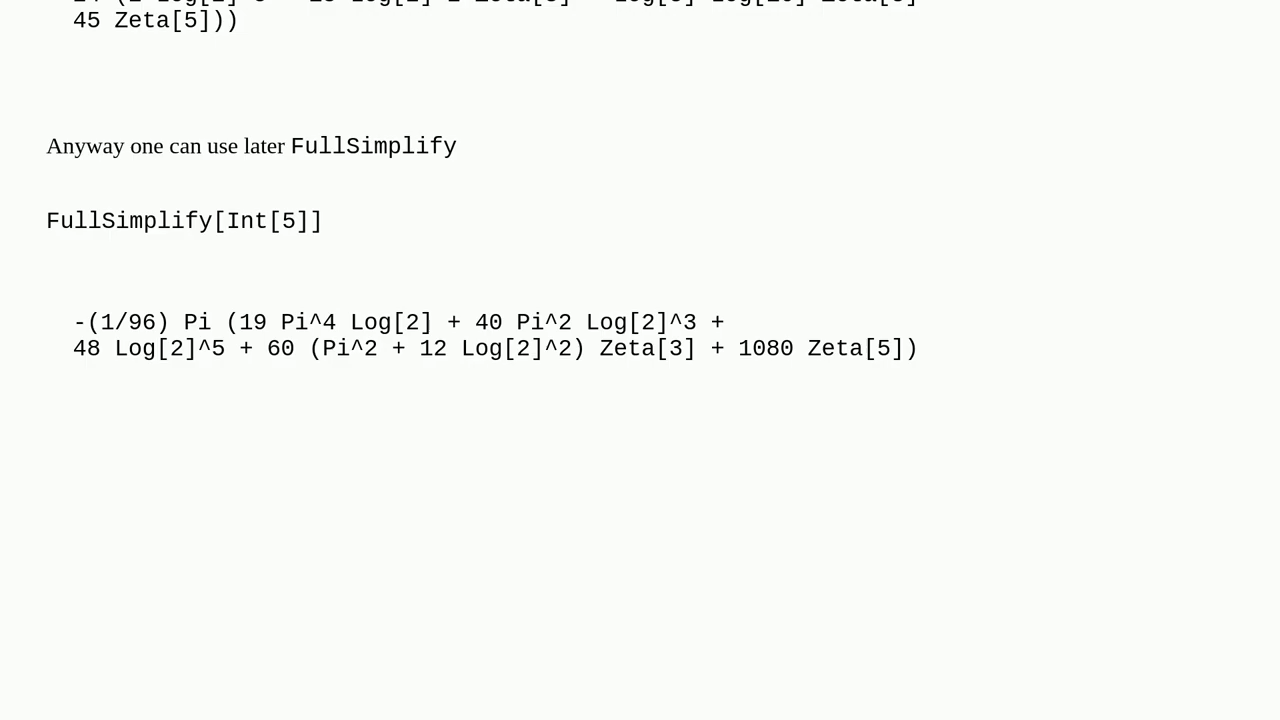 45 Zeta[5]))
Anyway one can use later FullSimplify
FullSimplify[Int[5]]
-(1/96) Pi (19 Pi^4 Log[2] + 40 Pi^2 Log[2]^3 +
48 Log[2]^5 + 60 (Pi^2 + 12 Log[2]^2) Zeta[3] + 1080 Zeta[5])